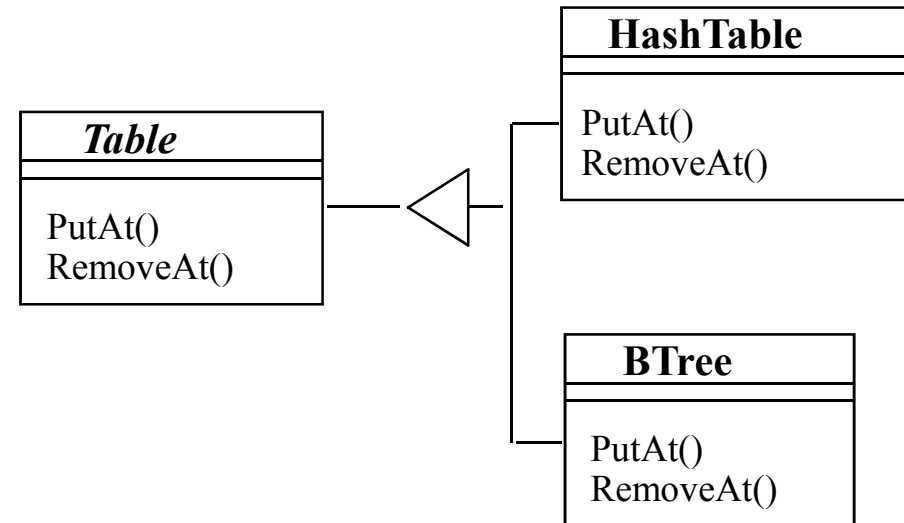 Table
PutAt()
RemoveAt()
HashTable
PutAt()
RemoveAt()
BTree
PutAt()
RemoveAt()